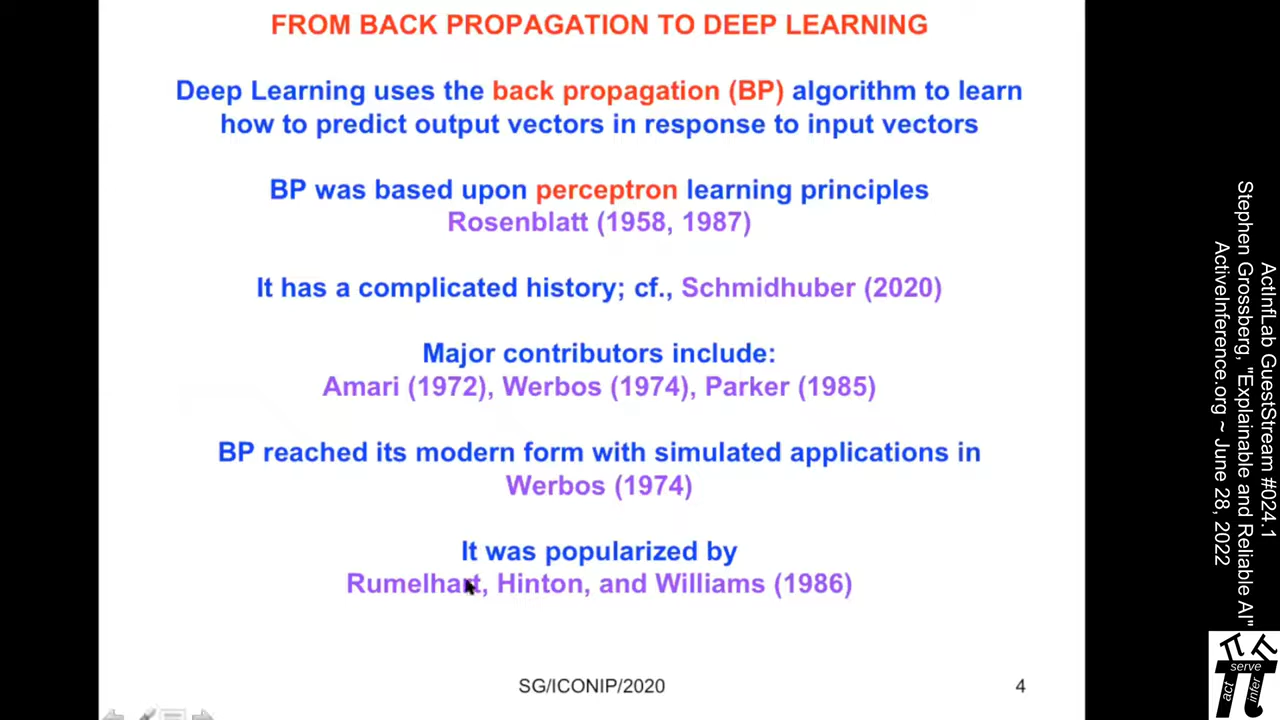 FROM BACK PROPAGATION TO DEEP LEARNING
Deep Learning uses the back propagation (BP) algorithm to learn
how to predict output vectors in response to input vectors
BP was based upon perceptron learning principles
Rosenblatt (1958, 1987)
It has a complicated history; cf., Schmidhuber (2020)
Major contributors include:
Amari (1972), Werbos (1974), Parker (1985)
BP reached its modern form with simulated applications in
Werbos (1974)
It was popularized by
Rumelhart, Hinton, and Williams (1986)
SG/ICONIP/2020
4
ActInfLab GuestStream #024.1
Stephen Grossberg, "Explainable and Reliable AI"
ActiveInference.org ~ June 28, 2022
act
serve
infer